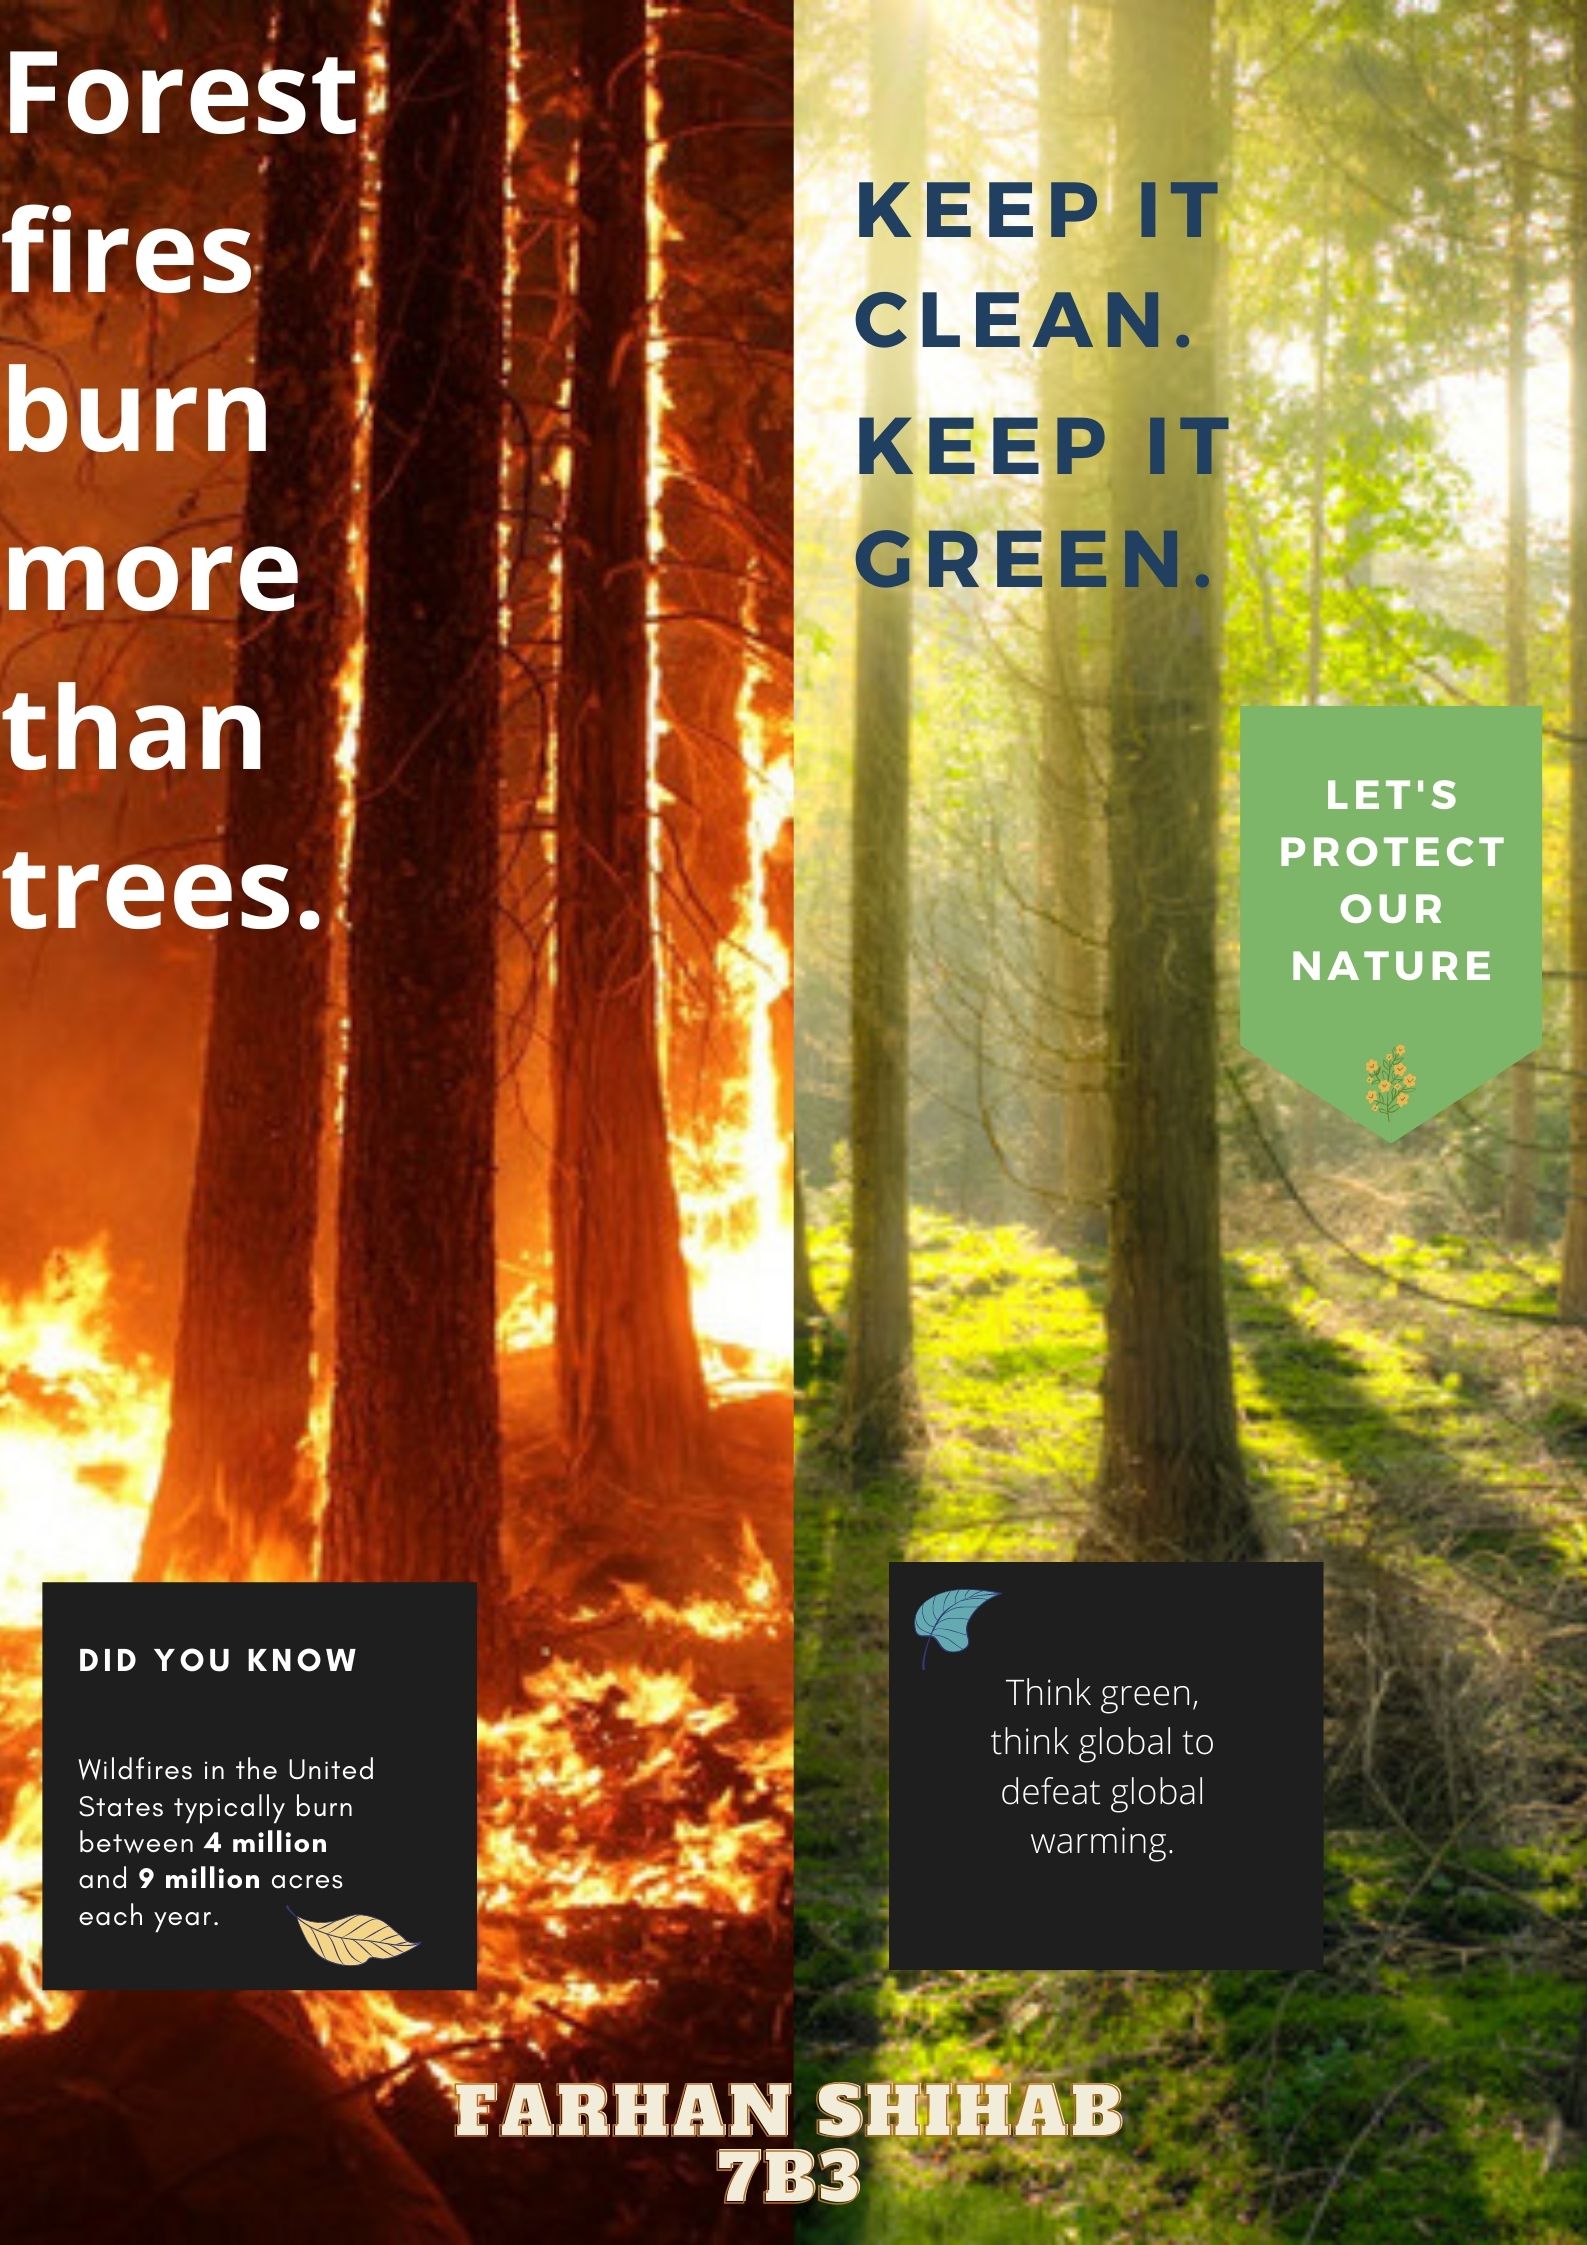 Forest
fires
burn
more
than
trees.
DID YOU KNOW
Wildfires in the United
States typically burn
between 4 million
and 9 million acres
each year.
KEEP IT
CLEAN.
KEEP IT
GREEN.
LET'S
PROTECT
OUR
NATURE
Think green,
think global to
defeat global
warming.
FARHAN SHIHAB
7B3